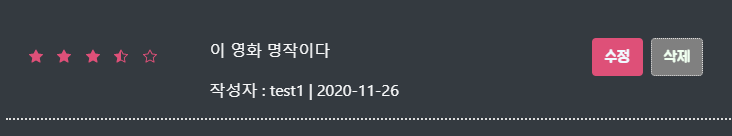 이 영화 명작이다
수정 삭제
작성자 : test1 | 2020-11-26